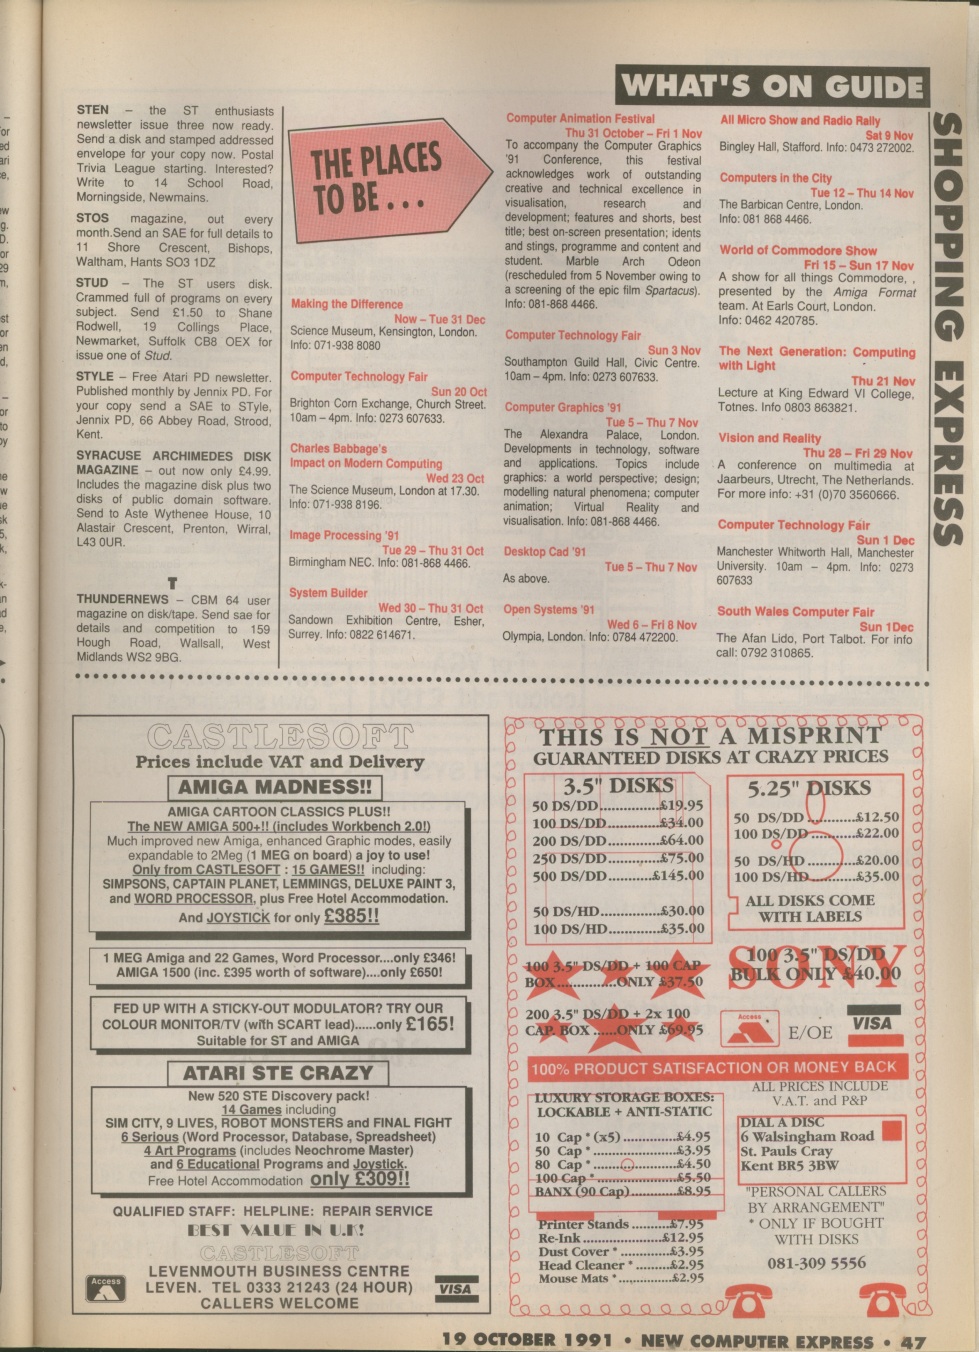 WHAT'S ON GUIDE
SHOPPING EXPRESS
STEN – the ST enthusiasts
newsletter issue three now ready.
Send a disk and stamped addressed
envelope for your copy now. Postal
Trivia League starting. Interested?
Write to 14 School Road,
Morningside, Newmains.
STOS magazine, out every
month.Send an SAE for full details to
11 Shore Crescent, Bishops,
Waltham, Hants SO3 1DZ
STUD – The ST users disk.
Crammed full of programs on every
subject. Send £1.50 to Shane
Rodwell, 19 Collings Place,
Newmarket, Suffolk CB8 OEX for
issue one of Stud.
STYLE – Free Atari PD newsletter.
Published monthly by Jennix PD. For
your copy send a SAE to STyle,
Jennix PD, 66 Abbey Road, Strood,
Kent.
SYRACUSE ARCHIMEDES DISK
MAGAZINE – out now only £4.99.
Includes the magazine disk plus two
disks of public domain software.
Send to Aste Wythenee House, 10
Alastair Crescent, Prenton, Wirral,
L43 0UR.
T
THUNDERNEWS – CBM 64 user
magazine on disk/tape. Send sae for
details and competition to 159
Hough Road, Wallsall, West
Midlands WS2 9BG.
THE PLACES
TO BE . . .
Making the Difference
Now – Tue 31 Dec
Science Museum, Kensington, London.
Info: 071-938 8080
Computer Technology Fair
Sun 20 Oct
Brighton Corn Exchange, Church Street.
10am – 4pm. Info: 0273 607633.
Charles Babbage's
Impact on Modern Computing
Wed 23 Oct
The Science Museum, London at 17.30.
Info: 071-938 8196.
Image Processing '91
Tue 29 – Thu 31 Oct
Birmingham NEC. Info: 081-868 4466.
System Builder
Wed 30 – Thu 31 Oct
Sandown Exhibition Centre, Esher,
Surrey. Info: 0822 614671.
Computer Animation Festival
Thu 31 October – Fri 1 Nov
To accompany the Computer Graphics
'91 Conference, this festival
acknowledges work of outstanding
creative and technical excellence in
visualisation, research and
development; features and shorts, best
title; best on-screen presentation; idents
and stings, programme and content and
student. Marble Arch Odeon
(rescheduled from 5 November owing to
a screening of the epic film Spartacus).
Info: 081-868 4466.
Computer Technology Fair
Sun 3 Nov
Southampton Guild Hall, Civic Centre.
10am – 4pm. Info: 0273 607633.
Computer Graphics '91
Tue 5 – Thu 7 Nov
The Alexandra Palace, London.
Developments in technology, software
and applications. Topics include
graphics: a world perspective; design;
modelling natural phenomena; computer
animation; Virtual Reality and
visualisation. Info: 081-868 4466.
Desktop Cad '91
Tue 5 – Thu 7 Nov
As above.
Open Systems '91
Wed 6 – Fri 8 Nov
Olympia, London. Info: 0784 472200.
All Micro Show and Radio Rally
Sat 9 Nov
Bingley Hall, Stafford. Info: 0473 272002.
Computers in the City
Tue 12 – Thu 14 Nov
The Barbican Centre, London.
Info: 081 868 4466.
World of Commodore Show
Fri 15 – Sun 17 Nov
A show for all things Commodore, ,
presented by the Amiga Format
team. At Earls Court, London.
Info: 0462 420785.
The Next Generation: Computing
with Light
Thu 21 Nov
Lecture at King Edward VI College,
Totnes. Info 0803 863821.
Vision and Reality
Thu 28 – Fri 29 Nov
A conference on multimedia at
Jaarbeurs, Utrecht, The Netherlands.
For more info: +31 (0)70 3560666.
Computer Technology Fair
Sun 1 Dec
Manchester Whitworth Hall, Manchester
University. 10am – 4pm. Info: 0273
607633
South Wales Computer Fair
Sun 1Dec
The Afan Lido, Port Talbot. For info
call: 0792 310865.
CASTLESOFT
Prices include VAT and Delivery
AMIGA MADNESS!!
AMIGA CARTOON CLASSICS PLUS!!
The NEW AMIGA 500+!! (includes Workbench 2.0!)
Much improved new Amiga, enhanced Graphic modes, easily
expandable to 2Meg (1 MEG on board) a joy to use!
Only from CASTLESOFT : 15 GAMES!! including:
SIMPSONS, CAPTAIN PLANET, LEMMINGS, DELUXE PAINT 3,
and WORD PROCESSOR, plus Free Hotel Accommodation.
And JOYSTICK for only £385!!
1 MEG Amiga and 22 Games, Word Processor....only £346!
AMIGA 1500 (inc. £395 worth of software)....only £650!
FED UP WITH A STICKY-OUT MODULATOR? TRY OUR
COLOUR MONITOR/TV (with SCART lead)......only £165!
Suitable for ST and AMIGA
ATARI STE CRAZY
New 520 STE Discovery pack!
14 Games including
SIM CITY, 9 LIVES, ROBOT MONSTERS and FINAL FIGHT
6 Serious (Word Processor, Database, Spreadsheet)
4 Art Programs (includes Neochrome Master)
and 6 Educational Programs and Joystick.
Free Hotel Accommodation only £309!!
QUALIFIED STAFF: HELPLINE: REPAIR SERVICE
BEST VALUE IN U.K!
CASTLESOFT
LEVENMOUTH BUSINESS CENTRE
LEVEN. TEL 0333 21243 (24 HOUR)
CALLERS WELCOME
Access
VISA
THIS IS NOT A MISPRINT
GUARANTEED DISKS AT CRAZY PRICES
3.5" DISKS
50 DS/DD...............£19.95
100 DS/DD.............£34.00
200 DS/DD.............£64.00
250 DS/DD.............£75.00
500 DS/DD...........£145.00
50 DS/HD...............£30.00
100 DS/HD.............£35.00
5.25" DISKS
50 DS/DD............£12.50
100 DS/DD..........£22.00
50 DS/HD............£20.00
100 DS/HD..........£35.00
ALL DISKS COME
WITH LABELS
100 3.5" DS/DD + 100 CAP
BOX...............ONLY £37.50
200 3.5" DS/DD + 2x 100
CAP. BOX ......ONLY £69.95
SONY
100 3.5" DS/DD
BULK ONLY £40.00
Access
E/OE
VISA
100% PRODUCT SATISFACTION OR MONEY BACK
LUXURY STORAGE BOXES:
LOCKABLE + ANTI-STATIC
10 Cap * (x5) ..............£4.95
50 Cap * ......................£3.95
80 Cap * ......................£4.50
100 Cap * ....................£5.50
BANX (90 Cap)............£8.95
Printer Stands ...........£7.95
Re-Ink .......................£12.95
Dust Cover * ...............£3.95
Head Cleaner * ...........£2.95
Mouse Mats * ..............£2.95
ALL PRICES INCLUDE
V.A.T. and P&P
DIAL A DISC
6 Walsingham Road
St. Pauls Cray
Kent BR5 3BW
"PERSONAL CALLERS
BY ARRANGEMENT"
* ONLY IF BOUGHT
WITH DISKS
081-309 5556
19 OCTOBER 1991 • NEW COMPUTER EXPRESS • 47